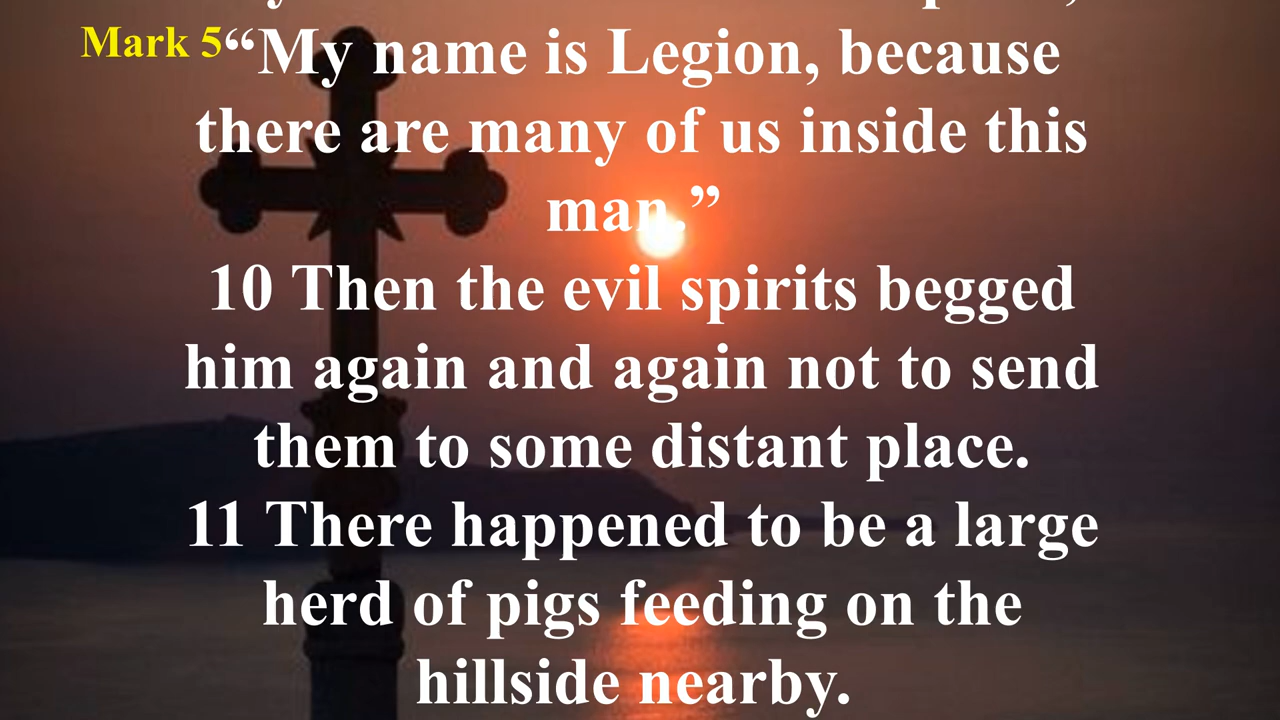 Mark 5
“My name is Legion, because
there are many of us inside this
man.”
10 Then the evil spirits begged
him again and again not to send
them to some distant place.
11 There happened to be a large
herd of pigs feeding on the
hillside nearby.